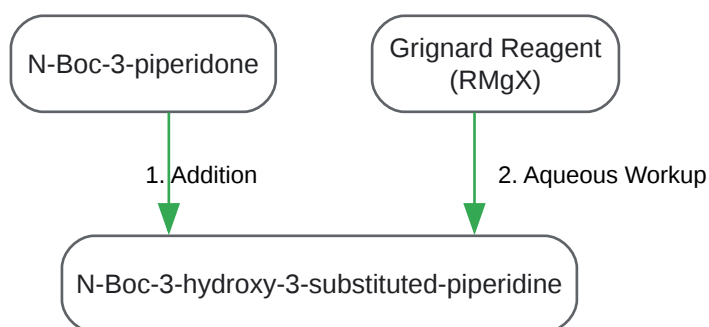 N-Boc-3-piperidone
Grignard Reagent
(RMgX)
1. Addition
2. Aqueous Workup
N-Boc-3-hydroxy-3-substituted-piperidine